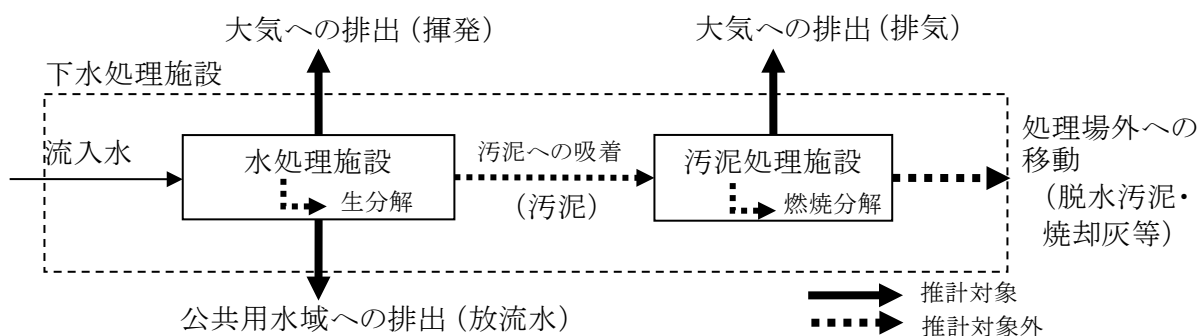 大気への排出(揮発)
大気への排出(排気)
下水処理施設
流入水
水処理施設
生分解
汚泥への吸着
(汚泥)
汚泥処理施設
燃焼分解
処理場外への
移動
(脱水汚泥・
焼却灰等)
公共用水域への排出(放流水)
推計対象
推計対象外